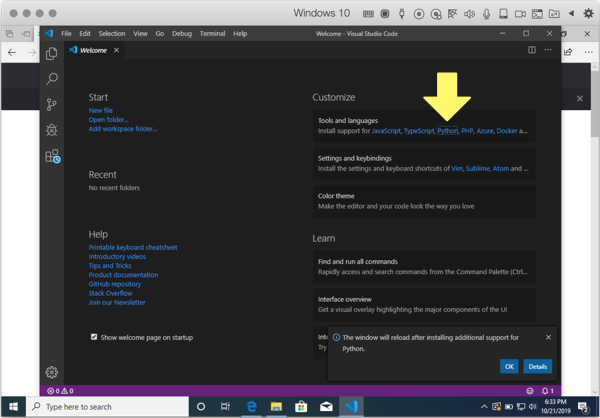 Windows 10
File Edit Selection View Go Debug Terminal Help Welcome - Visual Studio Code
Welcome
Start
New file
Open folder...
Add workspace folder...
Recent
No recent folders
Help
Printable keyboard cheatsheet
Introductory videos
Tips and Tricks
Product documentation
GitHub repository
Stack Overflow
Join our Newsletter
Show welcome page on startup
Customize
Tools and languages
Install support for JavaScript, TypeScript, Python, PHP, Azure, Docker a...
Settings and keybindings
Install the settings and keyboard shortcuts of Vim, Sublime, Atom and ...
Color theme
Make the editor and your code look the way you love
Learn
Find and run all commands
Rapidly access and search commands from the Command Palette (Ctrl...
Interface overview
Get a visual overlay highlighting the major components of the UI
Inte
Try
The window will reload after installing additional support for
Python.
OK Details
0 0 1
Type here to search
6:33 PM
10/21/2019
2